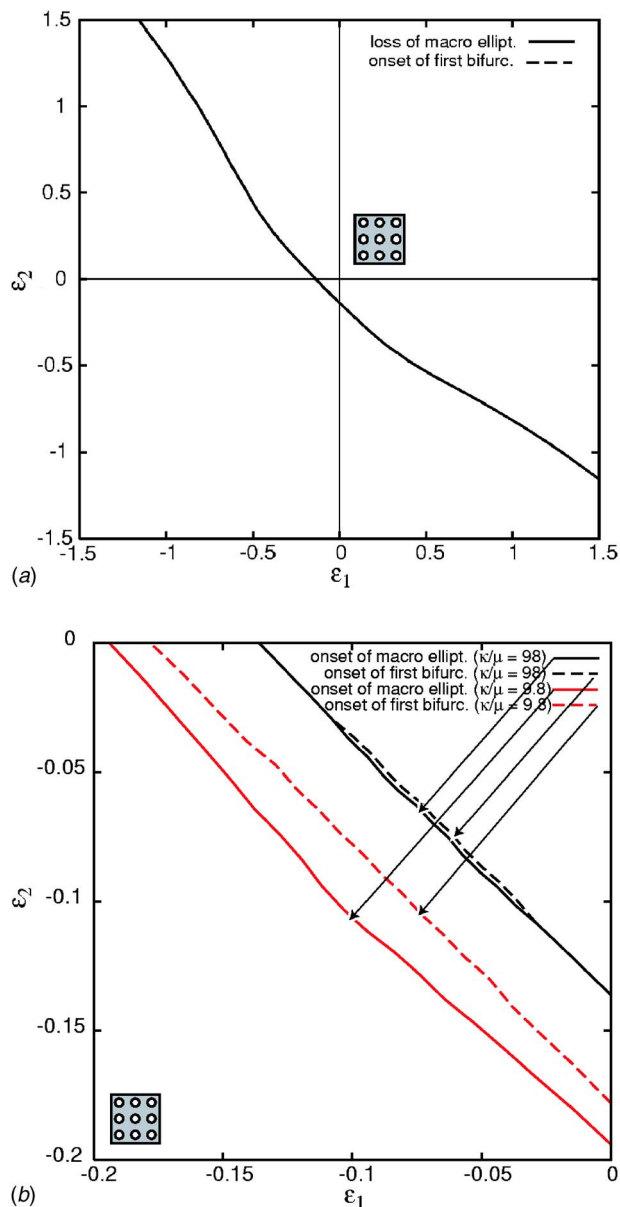 1.5
loss of macro ellipt.
onset of first bifurc.
1
0.5
ε2
0
-0.5
-1
-1.5
-1.5 -1 -0.5 0 0.5 1 1.5
(a) ε1
0
onset of macro ellipt. (κ/μ = 98)
onset of first bifurc. (κ/μ = 98)
onset of macro ellipt. (κ/μ = 9.8)
onset of first bifurc. (κ/μ = 9.8)
-0.05
ε2
-0.1
-0.15
-0.2
-0.2 -0.15 -0.1 -0.05 0
(b) ε1